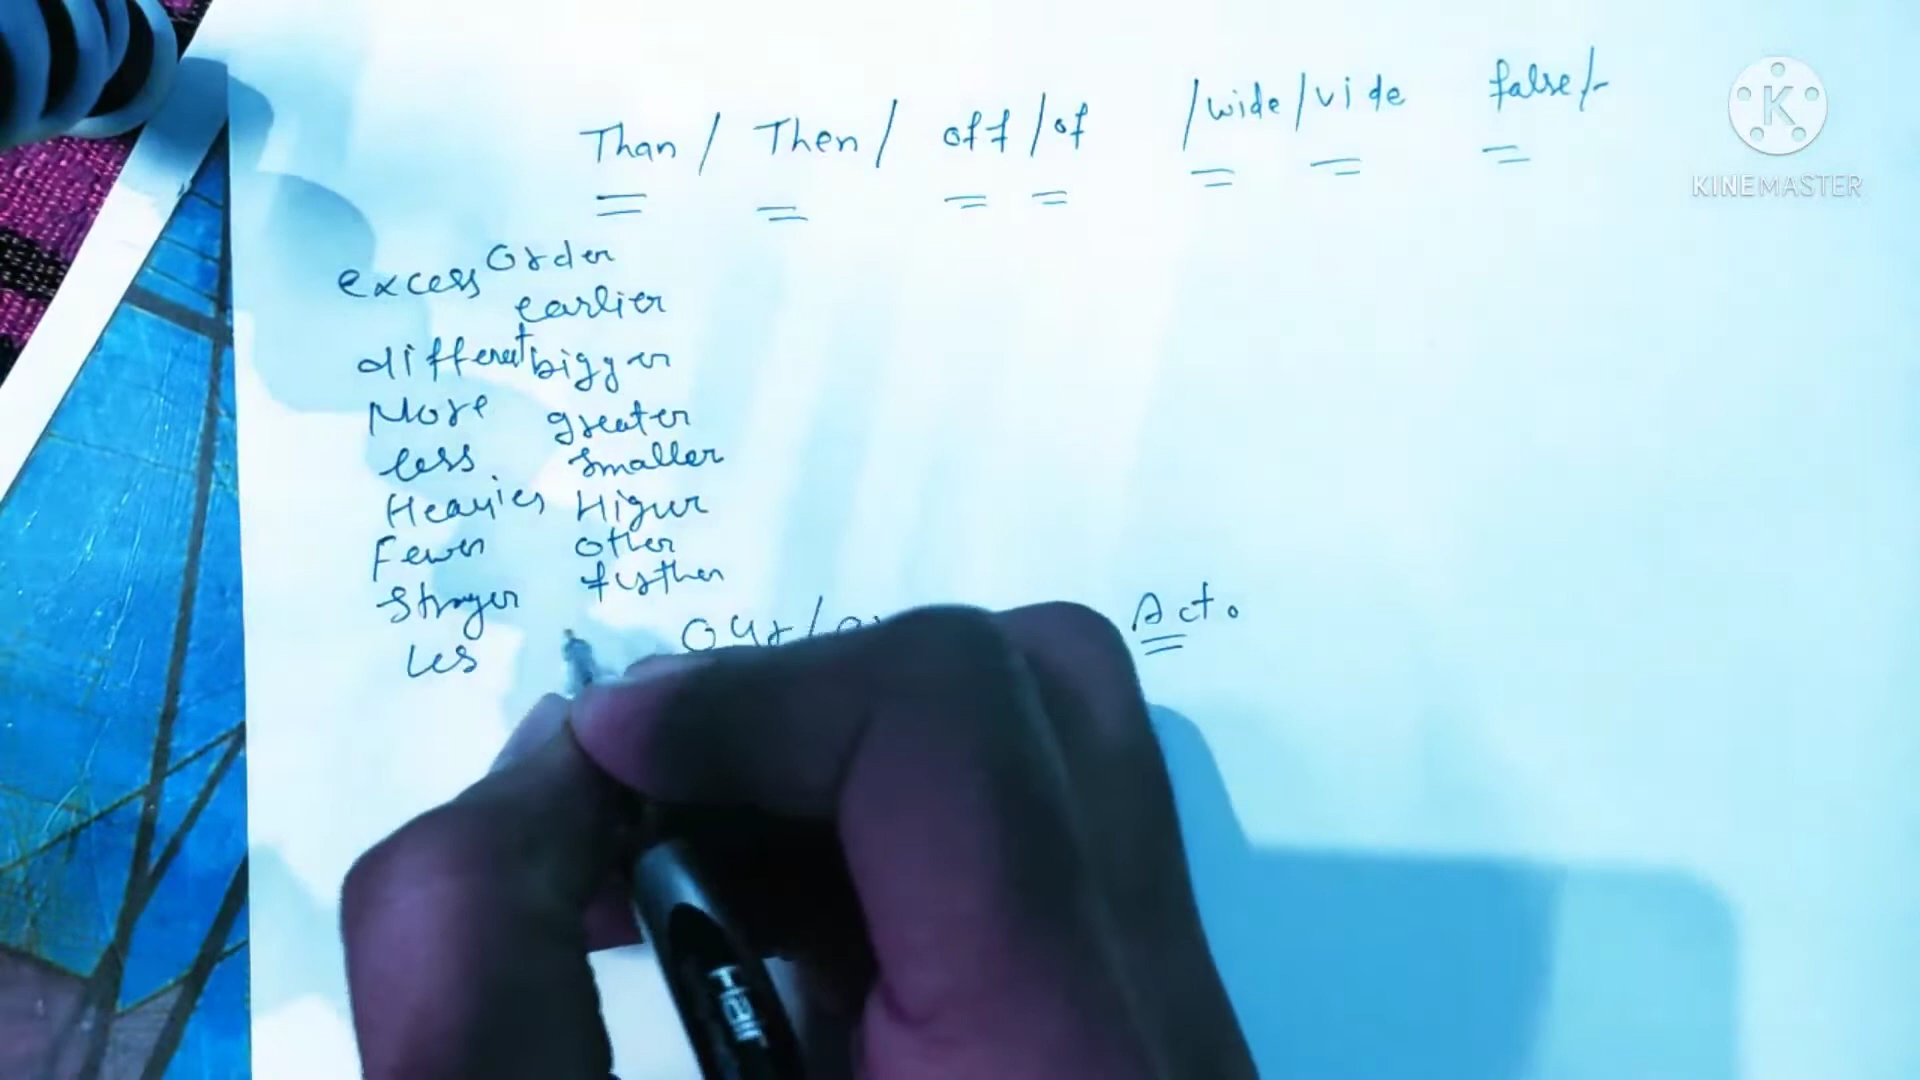 Than / Then / off / of / wide / vide false /-
KINEMASTER
excess Order
earlier
different bigger
More greater
less smaller
Heavier Higher
Fewer other
Stronger further
Les
Our / Act.